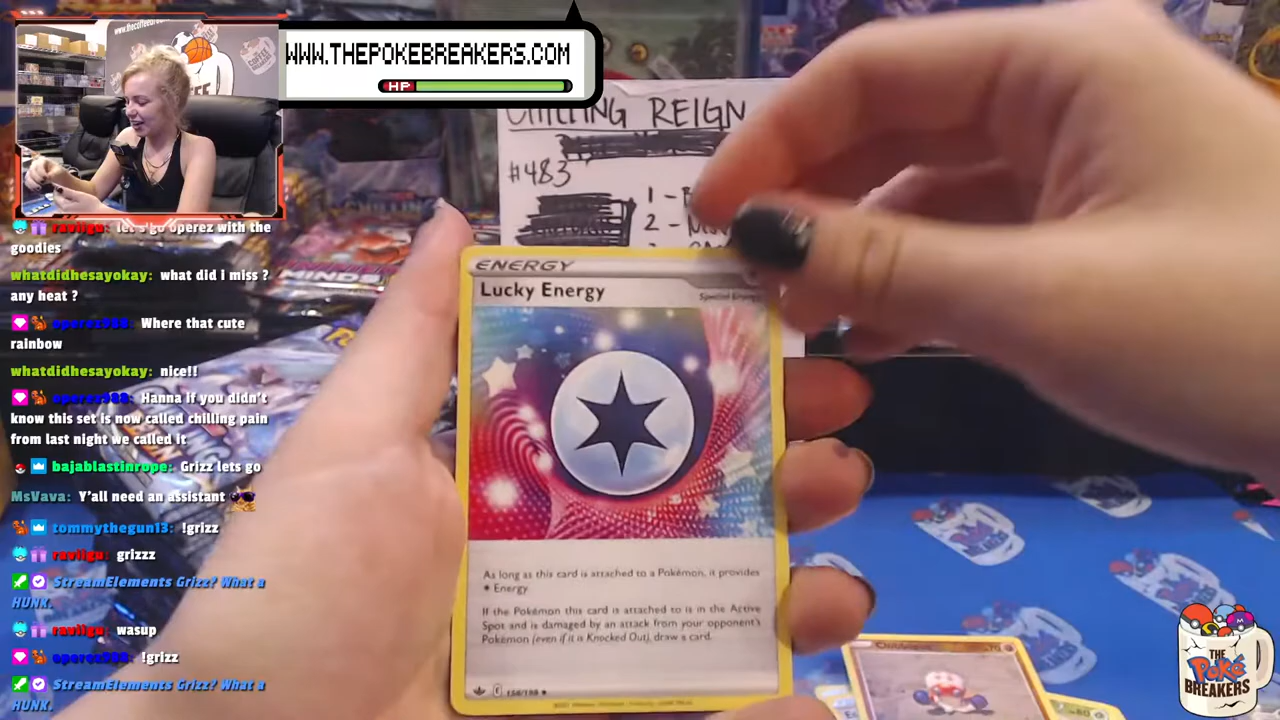 WWW.THEPOKEBREAKERS.COM
HP
CHILLING REIGN
#483
1 -
2 -
MINDS
ravilgu: let's go operez with the
goodies
whatdidhesayokay: what did i miss ?
any heat ?
operez988: Where that cute
rainbow
whatdidhesayokay: nice!!
operez988: Hanna if you didn't
know this set is now called chilling pain
from last night we called it
bajablastinrope: Grizz lets go
MsVava: Y'all need an assistant
tommythegun13: !grizz
ravilgu: grizzz
StreamElements Grizz? What a
HUNK.
ravilgu: wasup
operez988: !grizz
StreamElements Grizz? What a
HUNK.
ENERGY
Lucky Energy
Special Energy
As long as this card is attached to a Pokémon, it provides
Energy.
If the Pokémon this card is attached to is in the Active
Spot and is damaged by an attack from your opponent's
Pokémon (even if it is Knocked Out), draw a card.
158/198
70
THE
Poké
BREAKERS